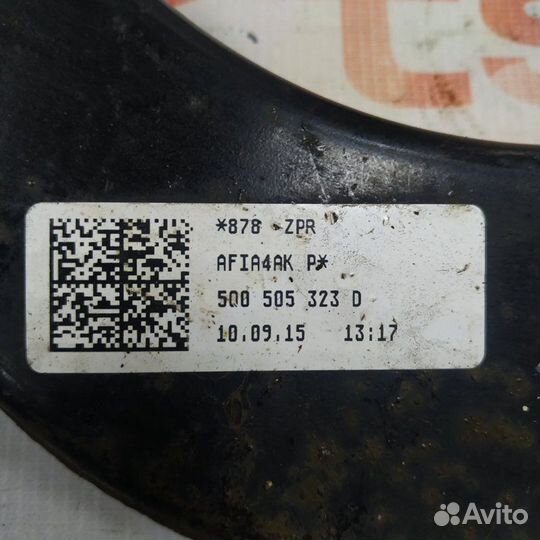 *878 ZPR
AFIA4AK P*
5Q0 505 323 D
10.09.15 13:17
Avito